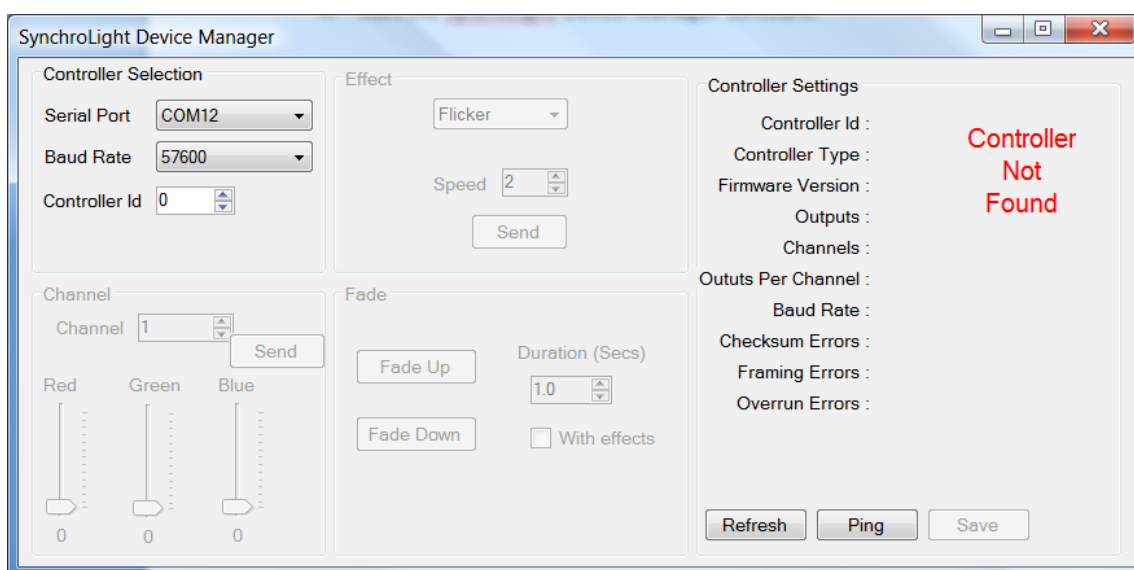 SynchroLight Device Manager
Controller Selection
Serial Port COM12
Baud Rate 57600
Controller Id 0
Effect
Flicker
Speed 2
Send
Channel
Channel 1
Send
Red Green Blue
0 0 0
Fade
Fade Up
Fade Down
Duration (Secs)
1.0
With effects
Controller Settings
Controller Id :
Controller Type :
Firmware Version :
Outputs :
Channels :
Oututs Per Channel :
Baud Rate :
Checksum Errors :
Framing Errors :
Overrun Errors :
Controller
Not
Found
Refresh Ping Save